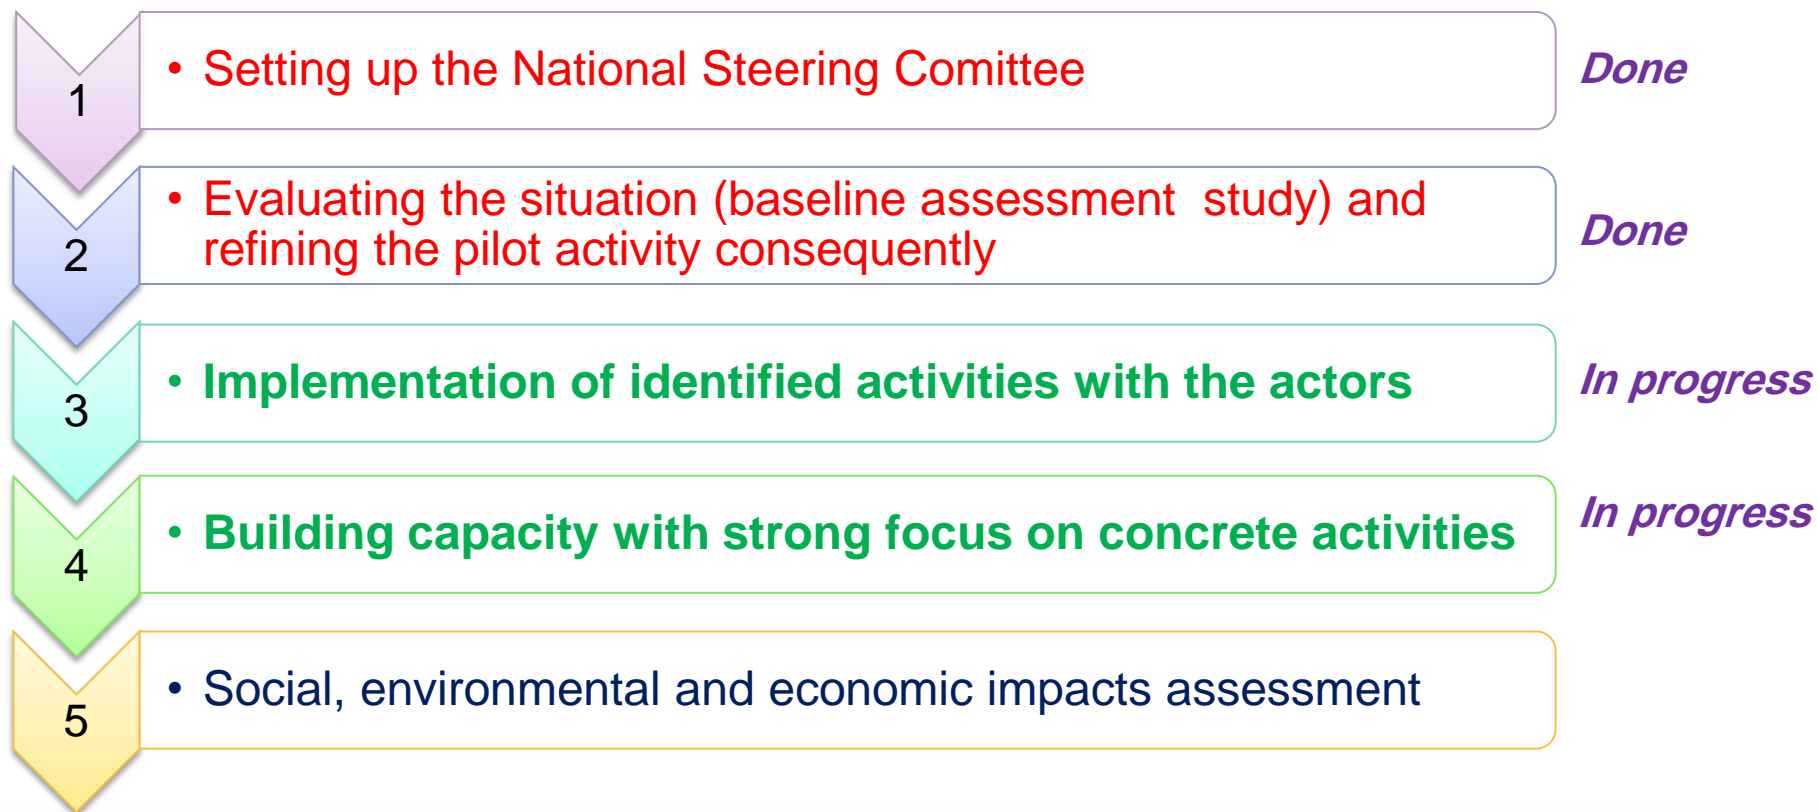 1
• Setting up the National Steering Comittee
Done
2
• Evaluating the situation (baseline assessment  study) and
refining the pilot activity consequently
Done
3
• Implementation of identified activities with the actors
In progress
4
• Building capacity with strong focus on concrete activities
In progress
5
• Social, environmental and economic impacts assessment